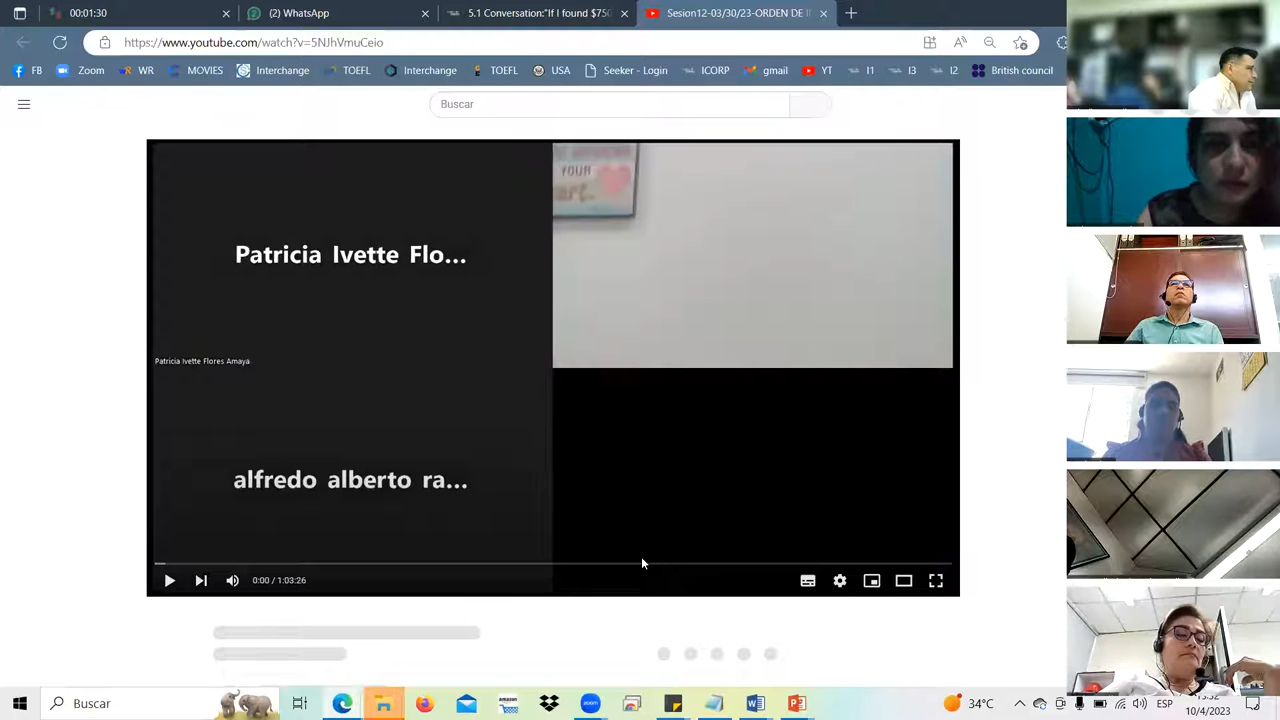 00:01:30
(2) WhatsApp
5.1 Conversation:"If I found $750
Sesion12-03/30/23-ORDEN DE I
https://www.youtube.com/watch?v=5NJhVmuCeio
FB
Zoom
WR
MOVIES
Interchange
TOEFL
Interchange
TOEFL
USA
Seeker - Login
ICORP
gmail
YT
I1
I3
I2
British council
Buscar
YOUR
Patricia Ivette Flo...
Patricia Ivette Flores Amaya
alfredo alberto ra...
0:00 / 1:03:26
Buscar
34°C
ESP
10/4/2023